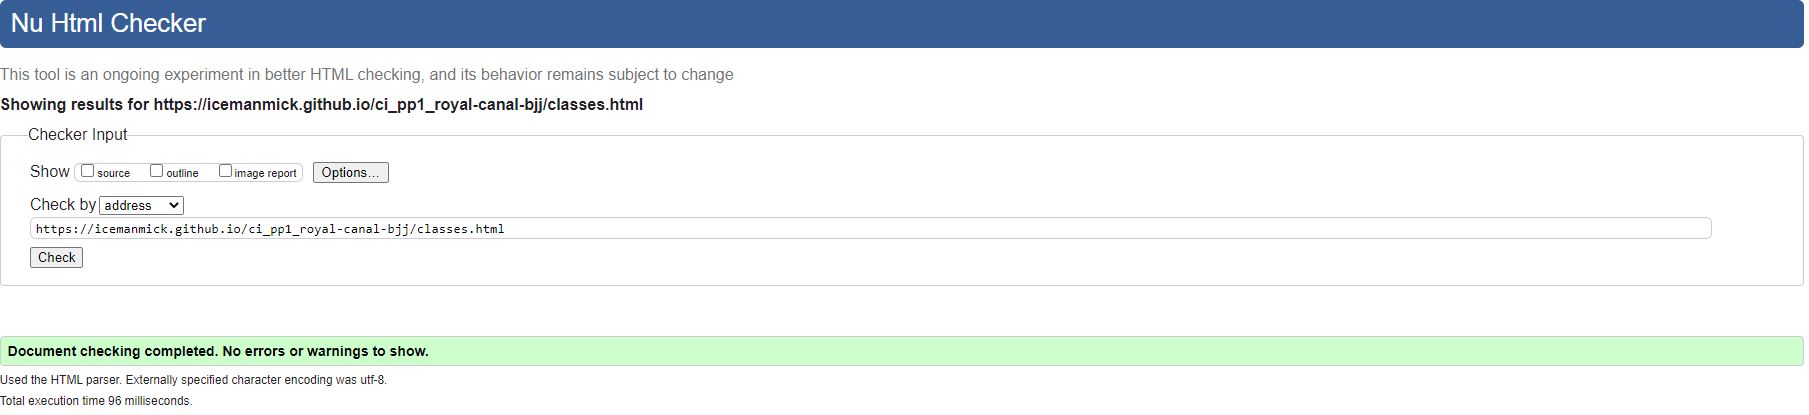 Nu Html Checker
This tool is an ongoing experiment in better HTML checking, and its behavior remains subject to change
Showing results for https://icemanmick.github.io/ci_pp1_royal-canal-bjj/classes.html
Checker Input
Show source outline image report Options...
Check by address
https://icemanmick.github.io/ci_pp1_royal-canal-bjj/classes.html
Check
Document checking completed. No errors or warnings to show.
Used the HTML parser. Externally specified character encoding was utf-8.
Total execution time 96 milliseconds.